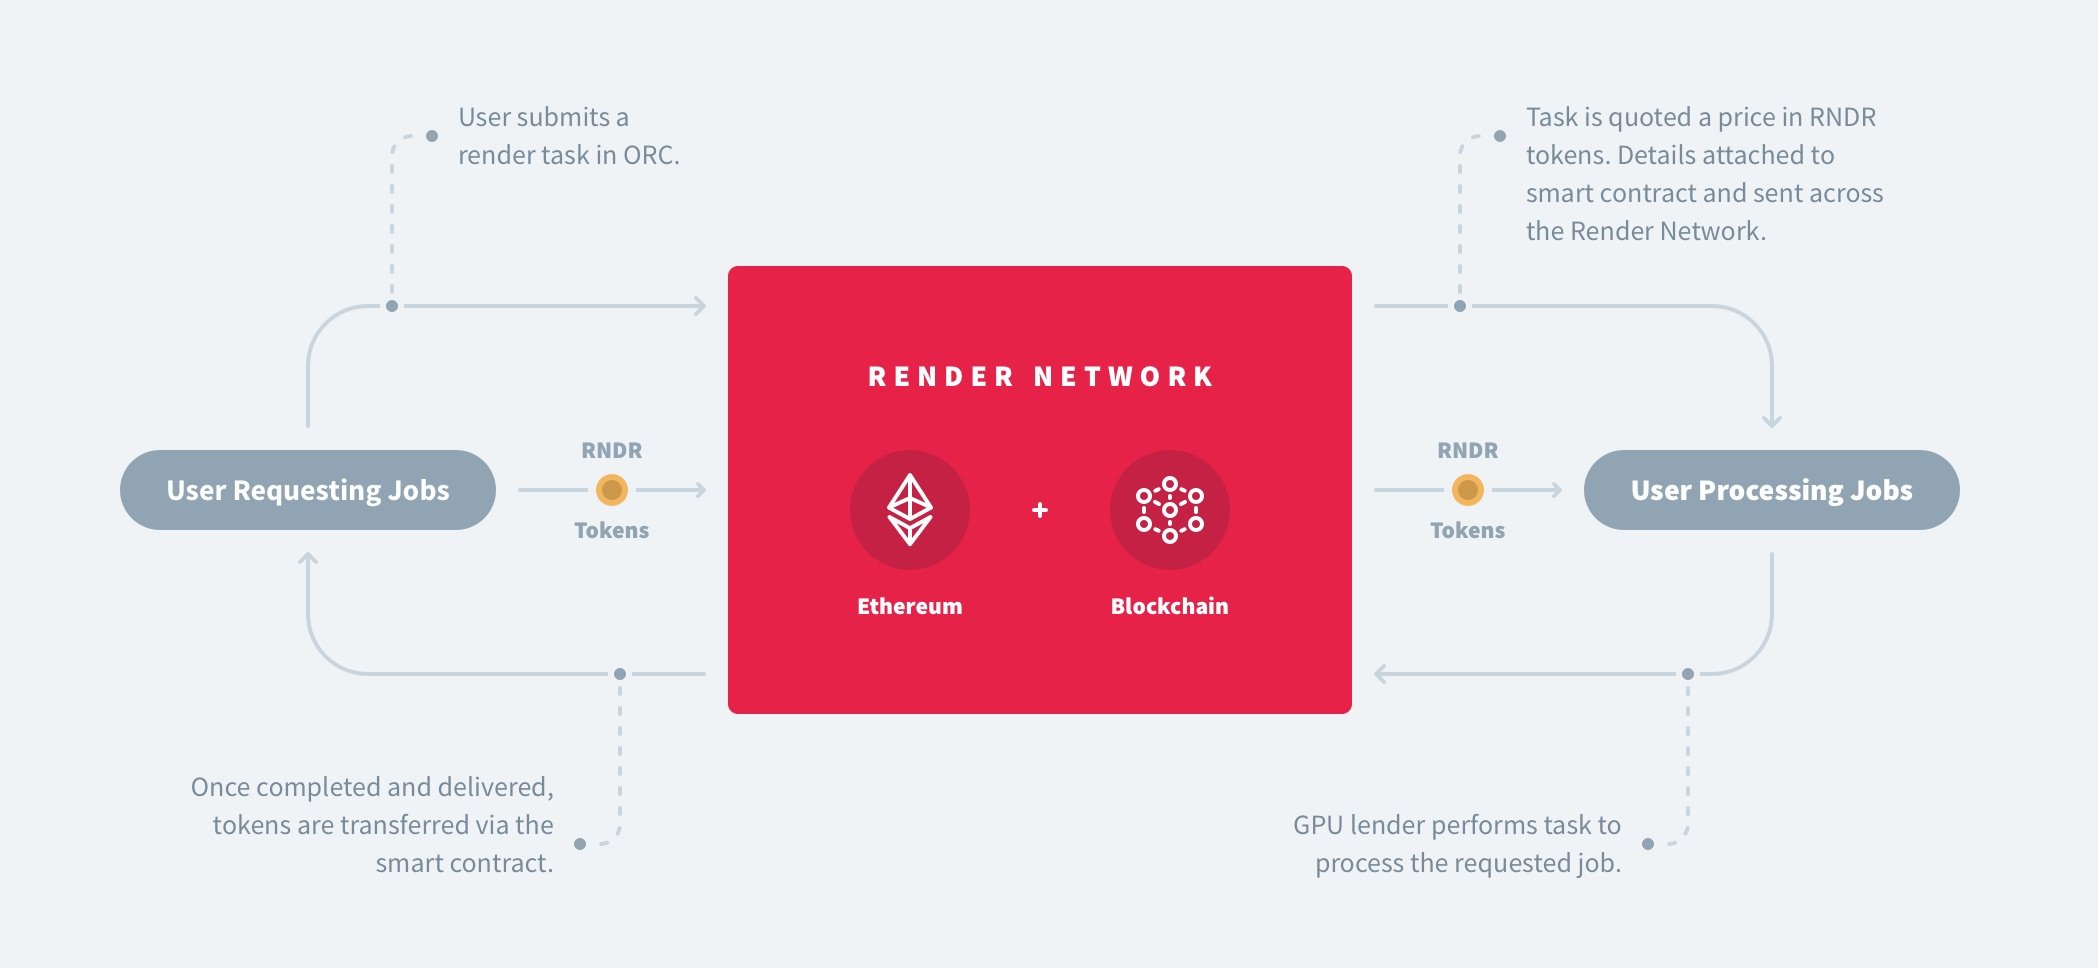 User submits a
render task in ORC.
Task is quoted a price in RNDR
tokens. Details attached to
smart contract and sent across
the Render Network.
RENDER NETWORK
User Requesting Jobs
RNDR
Tokens
Ethereum
+
Blockchain
RNDR
Tokens
User Processing Jobs
Once completed and delivered,
tokens are transferred via the
smart contract.
GPU lender performs task to
process the requested job.